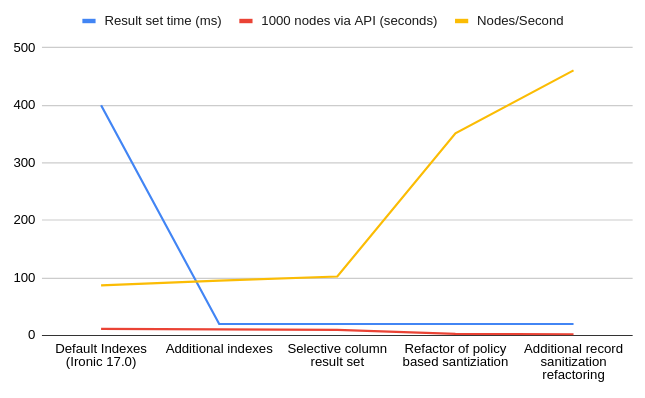 Result set time (ms) 1000 nodes via API (seconds) Nodes/Second
500
400
300
200
100
0
Default Indexes
(Ironic 17.0)
Additional indexes
Selective column
result set
Refactor of policy
based santiziation
Additional record
sanitization
refactoring